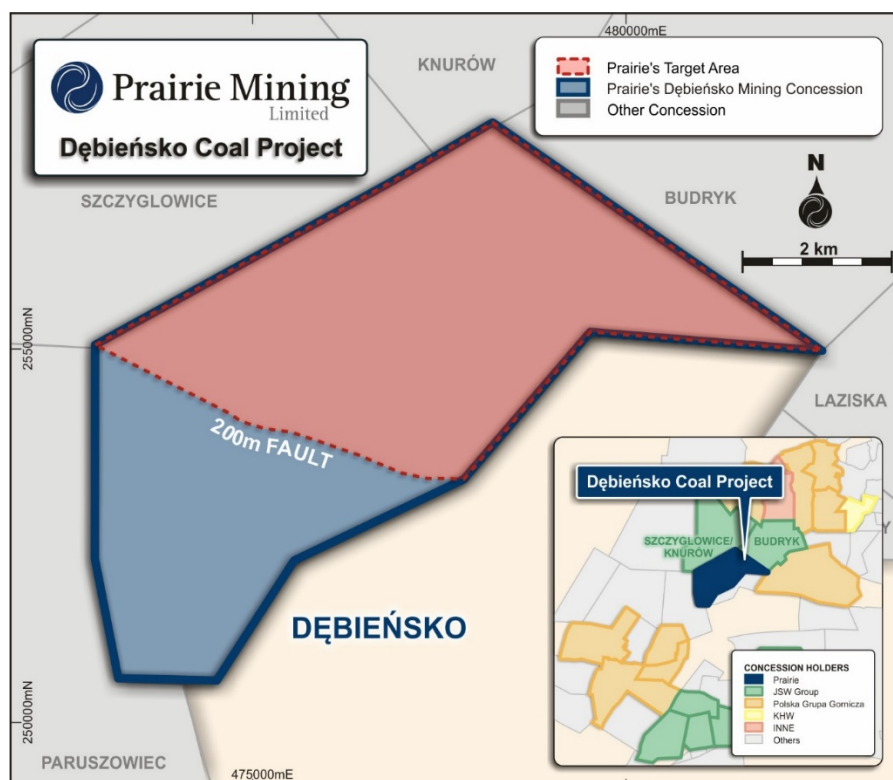 480000mE
KNURÓW
Prairie Mining
Limited
Dębieńsko Coal Project
Prairie's Target Area
Prairie's Dębieńsko Mining Concession
Other Concession
N
SZCZYGLOWICE
BUDRYK
2 km
255000mN
LAZISKA
200m FAULT
Dębieńsko Coal Project
SZCZYGLOWICE/
KNURÓW
BUDRYK
DĘBIEŃSKO
CONCESSION HOLDERS
Prairie
JSW Group
Polska Grupa Gornicza
KHW
INNE
Others
250000mN
PARUSZOWIEC
475000mE